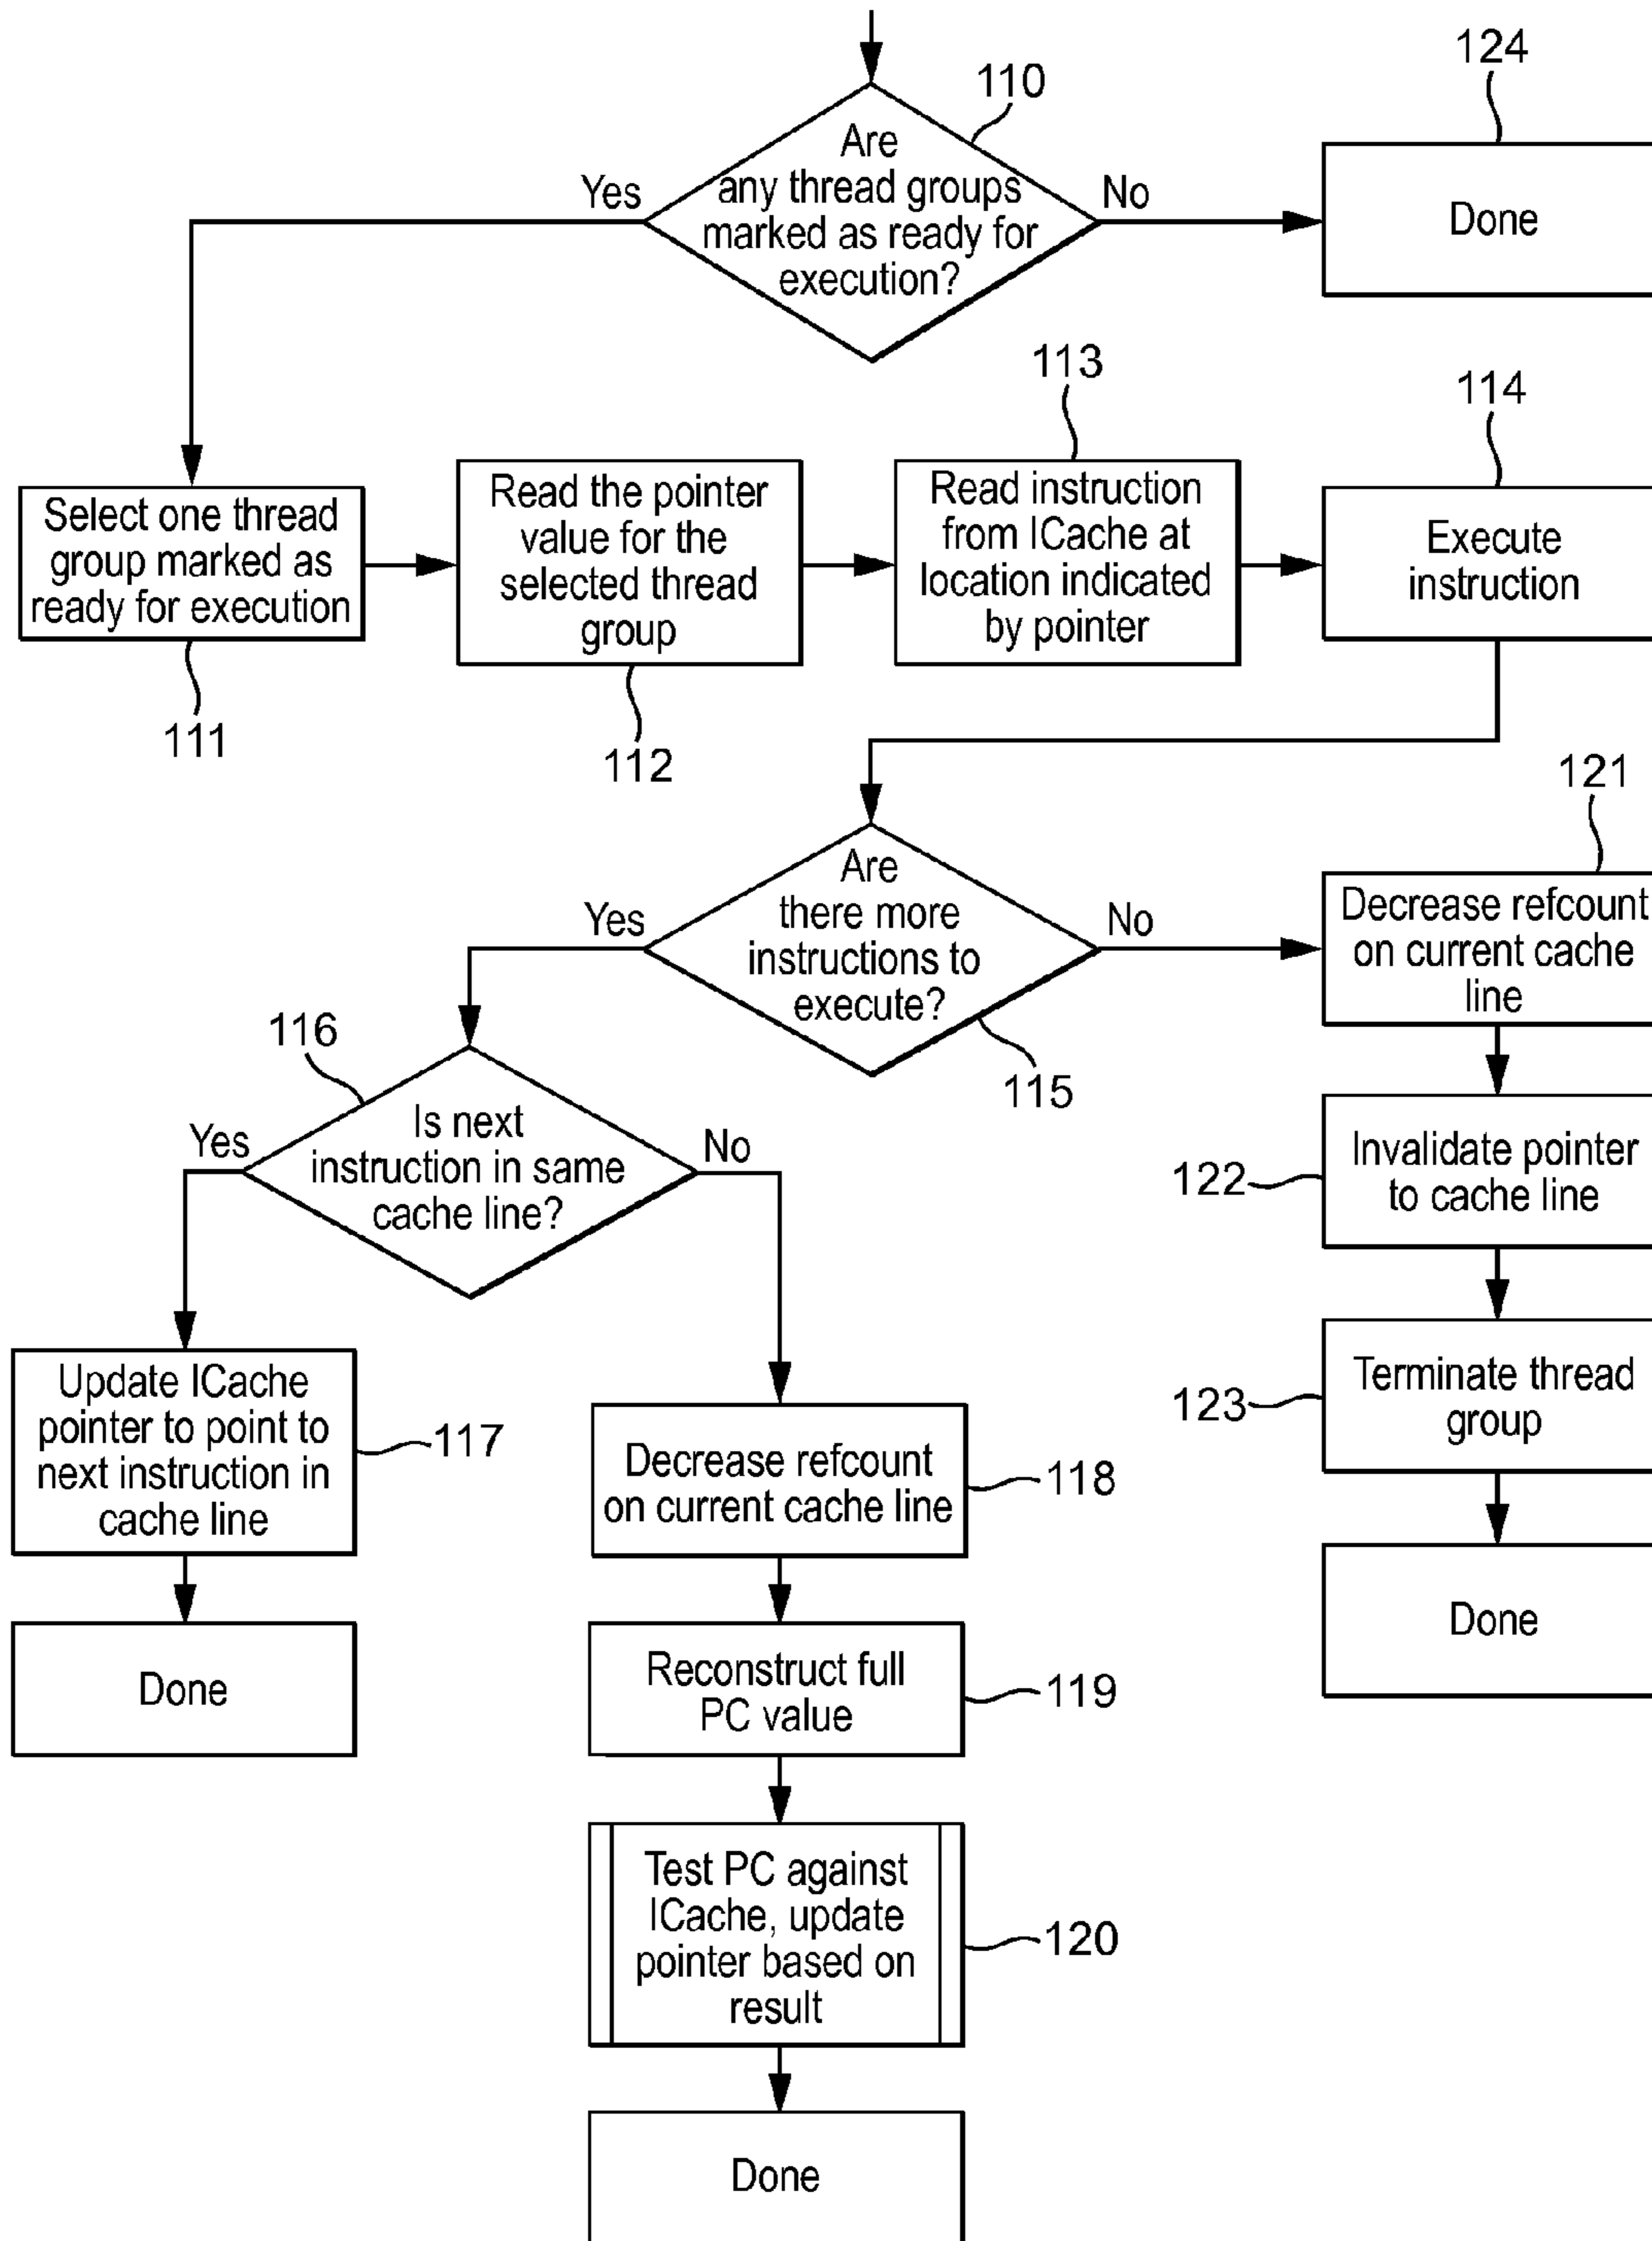 124
110
Are
any thread groups
marked as ready for
execution?
Yes
No
Done
113
114
Select one thread
group marked as
ready for execution
Read the pointer
value for the
selected thread
group
Read instruction
from ICache at
location indicated
by pointer
Execute
instruction
111
112
121
Are
there more
instructions to
execute?
Yes
No
Decrease refcount
on current cache
line
116
115
Is next
instruction in same
cache line?
Yes
No
122
Invalidate pointer
to cache line
Update ICache
pointer to point to
next instruction in
cache line
117
Decrease refcount
on current cache line
118
123
Terminate thread
group
Done
Reconstruct full
PC value
119
Done
Test PC against
ICache, update
pointer based on
result
120
Done